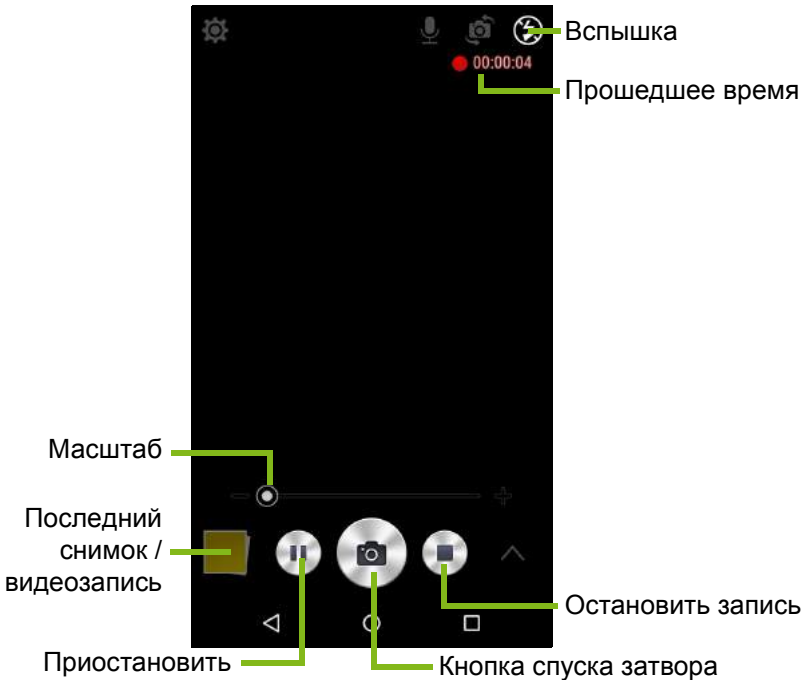 Вспышка
00:00:04
Прошедшее время
Масштаб
Последний
снимок /
видеозапись
Остановить запись
Приостановить
Кнопка спуска затвора